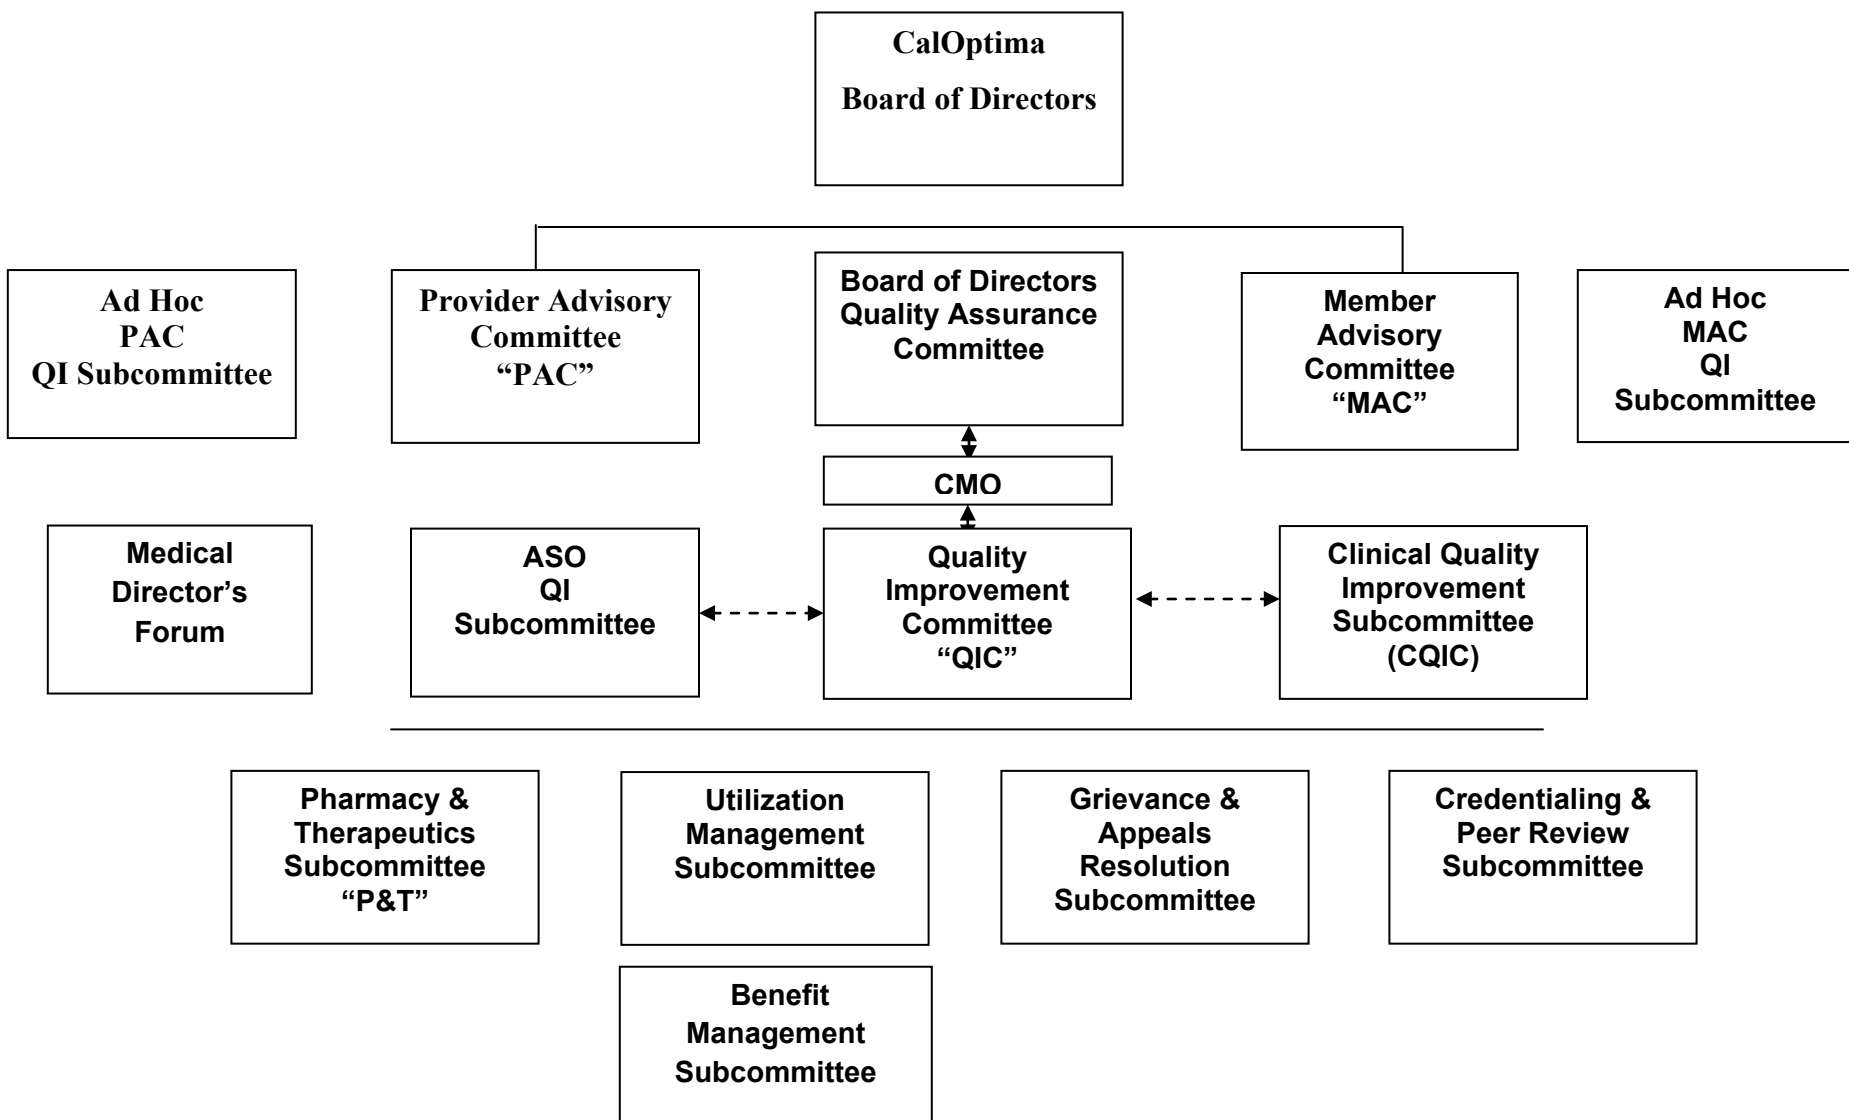 CalOptima
Board of Directors
Ad Hoc
PAC
QI Subcommittee
Provider Advisory
Committee
“PAC”
Board of Directors
Quality Assurance
Committee
Member
Advisory
Committee
“MAC”
Ad Hoc
MAC
QI
Subcommittee
CMO
Medical
Director’s
Forum
ASO
QI
Subcommittee
Quality
Improvement
Committee
“QIC”
Clinical Quality
Improvement
Subcommittee
(CQIC)
Pharmacy &
Therapeutics
Subcommittee
“P&T”
Utilization
Management
Subcommittee
Grievance &
Appeals
Resolution
Subcommittee
Credentialing &
Peer Review
Subcommittee
Benefit
Management
Subcommittee